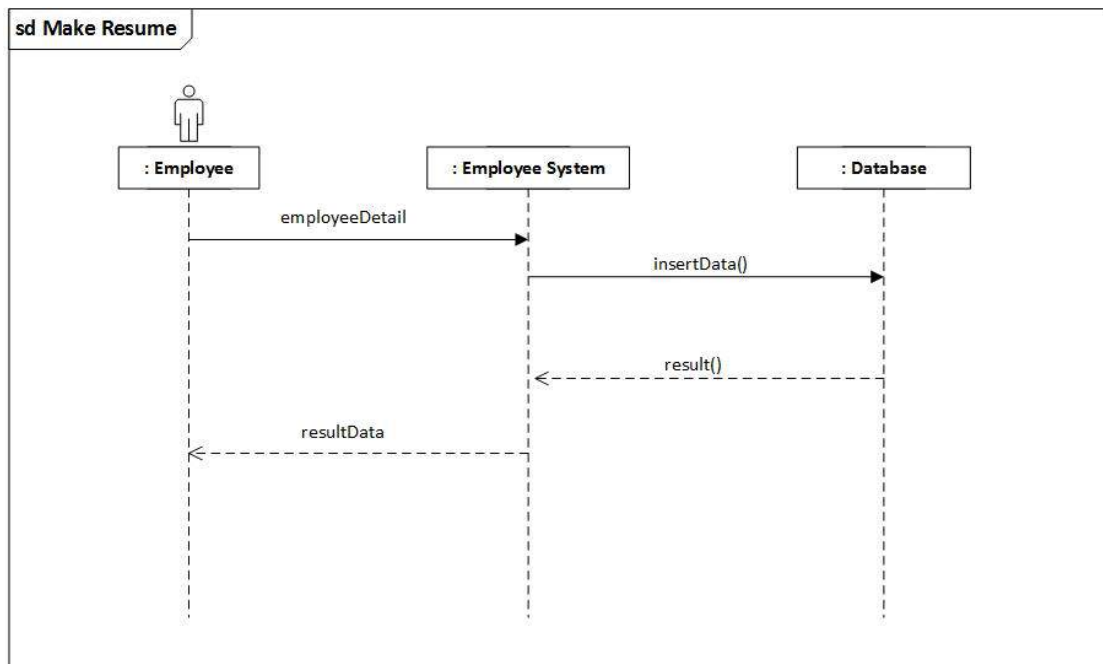 sd Make Resume
: Employee
: Employee System
: Database
employeeDetail
insertData()
result()
resultData